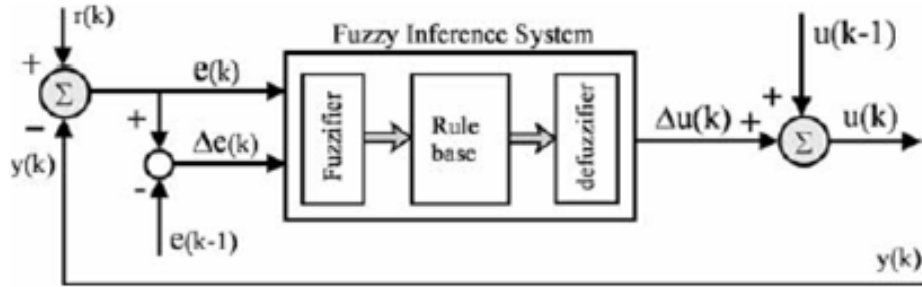 r(k)
Fuzzy Inference System
u(k-1)
+
e(k)
+
Σ
Fuzzifier
Rule
base
defuzzifier
Δu(k)
+
Σ
u(k)
−
+
Δe(k)
y(k)
-
e(k-1)
y(k)